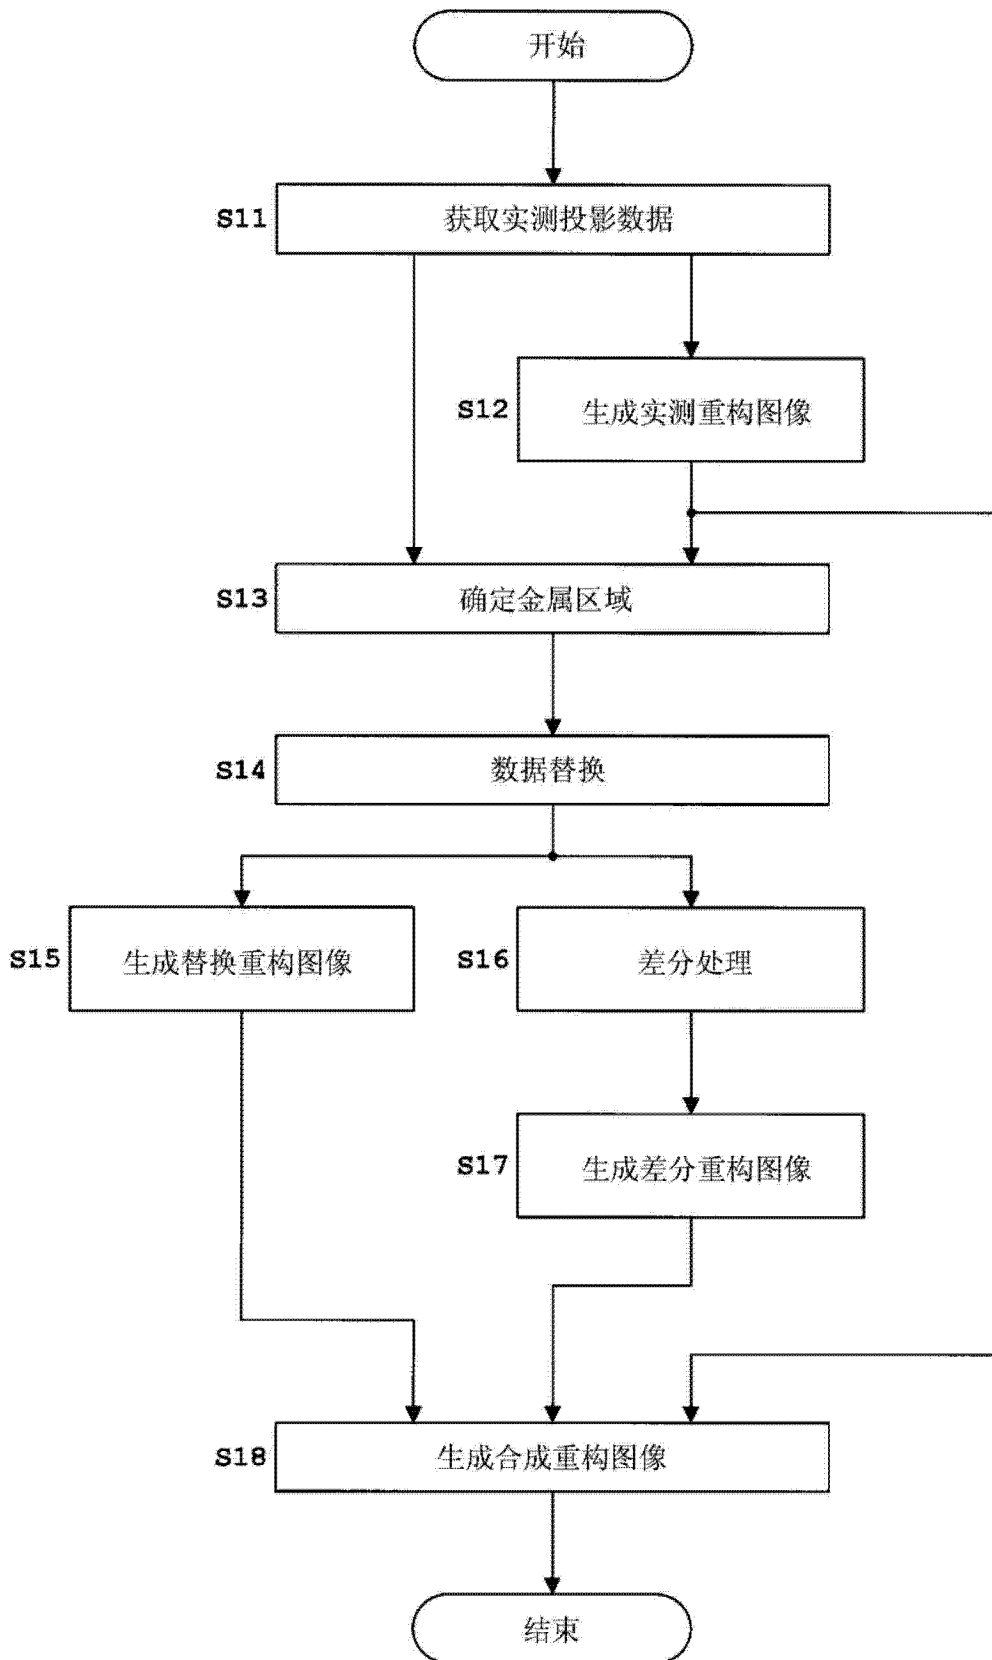 开始
S11 获取实测投影数据
S12 生成实测重构图像
S13 确定金属区域
S14 数据替换
S15 生成替换重构图像
S16 差分处理
S17 生成差分重构图像
S18 生成合成重构图像
结束